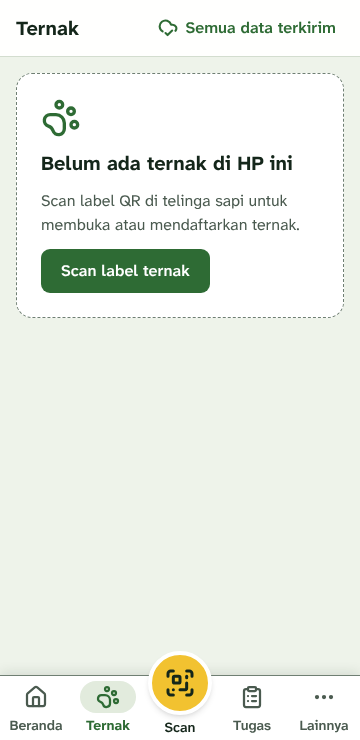 Ternak
Semua data terkirim
Belum ada ternak di HP ini
Scan label QR di telinga sapi untuk
membuka atau mendaftarkan ternak.
Scan label ternak
Beranda
Ternak
Scan
Tugas
Lainnya